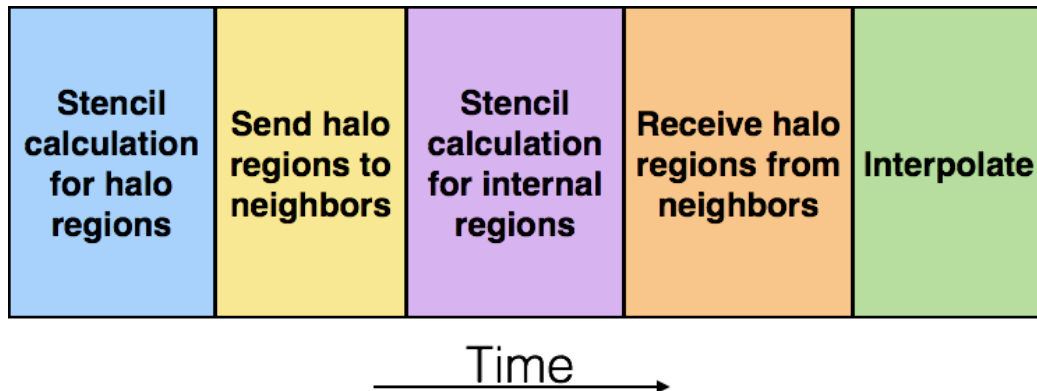 Stencil
calculation
for halo
regions
Send halo
regions to
neighbors
Stencil
calculation
for internal
regions
Receive halo
regions from
neighbors
Interpolate
Time